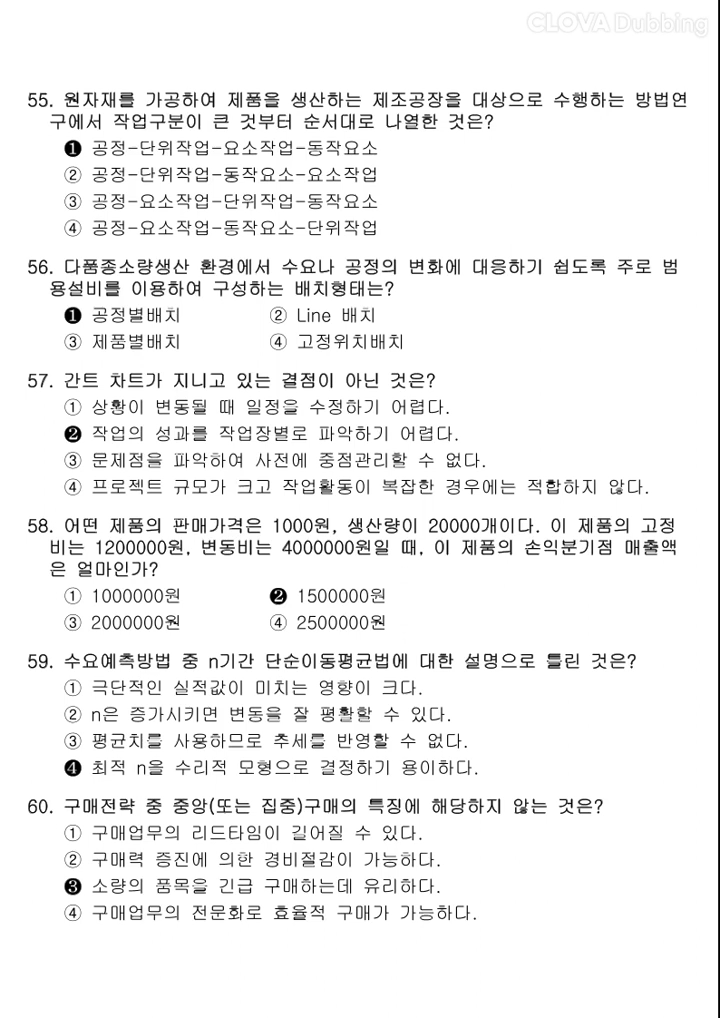 CLOVA Dubbing
55. 원자재를 가공하여 제품을 생산하는 제조공장을 대상으로 수행하는 방법연
구에서 작업구분이 큰 것부터 순서대로 나열한 것은?
❶ 공정-단위작업-요소작업-동작요소
② 공정-단위작업-동작요소-요소작업
③ 공정-요소작업-단위작업-동작요소
④ 공정-요소작업-동작요소-단위작업
56. 다품종소량생산 환경에서 수요나 공정의 변화에 대응하기 쉽도록 주로 범
용설비를 이용하여 구성하는 배치형태는?
❶ 공정별배치 ② Line 배치
③ 제품별배치 ④ 고정위치배치
57. 간트 차트가 지니고 있는 결점이 아닌 것은?
① 상황이 변동될 때 일정을 수정하기 어렵다.
❷ 작업의 성과를 작업장별로 파악하기 어렵다.
③ 문제점을 파악하여 사전에 중점관리할 수 없다.
④ 프로젝트 규모가 크고 작업활동이 복잡한 경우에는 적합하지 않다.
58. 어떤 제품의 판매가격은 1000원, 생산량이 20000개이다. 이 제품의 고정
비는 1200000원, 변동비는 4000000원일 때, 이 제품의 손익분기점 매출액
은 얼마인가?
① 1000000원 ❷ 1500000원
③ 2000000원 ④ 2500000원
59. 수요예측방법 중 n기간 단순이동평균법에 대한 설명으로 틀린 것은?
① 극단적인 실적값이 미치는 영향이 크다.
② n은 증가시키면 변동을 잘 평활할 수 있다.
③ 평균치를 사용하므로 추세를 반영할 수 없다.
❹ 최적 n을 수리적 모형으로 결정하기 용이하다.
60. 구매전략 중 중앙(또는 집중)구매의 특징에 해당하지 않는 것은?
① 구매업무의 리드타임이 길어질 수 있다.
② 구매력 증진에 의한 경비절감이 가능하다.
❸ 소량의 품목을 긴급 구매하는데 유리하다.
④ 구매업무의 전문화로 효율적 구매가 가능하다.